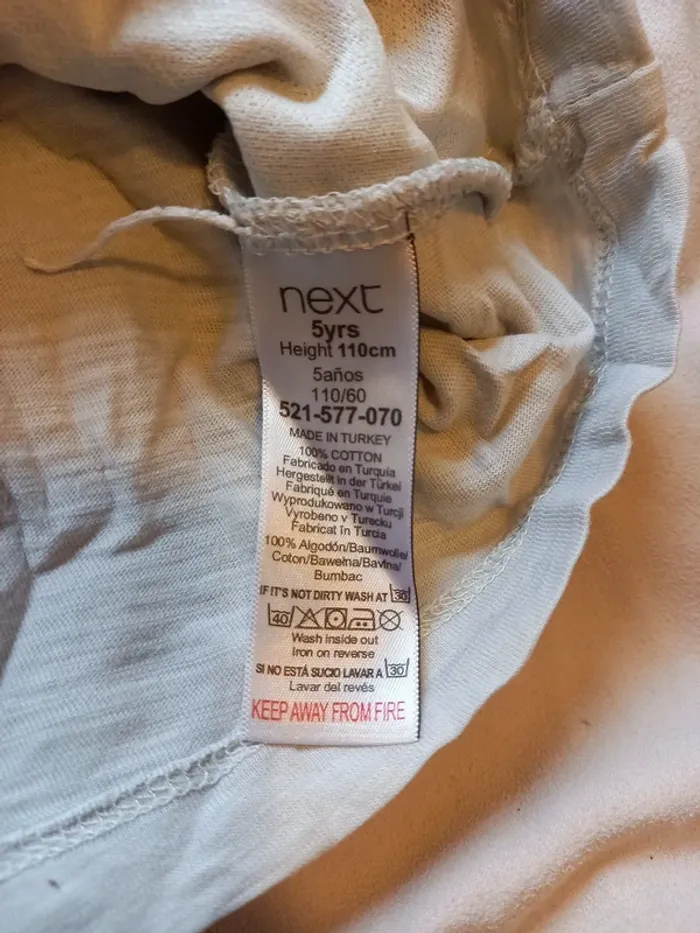 next
5yrs
Height 110cm
5años
110/60
521-577-070
MADE IN TURKEY
100% COTTON
Fabricado en Turquia
Hergestellt in der Türkei
Fabriqué en Turquie
Wyprodukowano w Turcji
Vyrobeno v Turecku
Fabricat în Turcia
100% Algodón/Baumwolle/
Coton/Bawełna/Bavlna/
Bumbac
IF IT'S NOT DIRTY WASH AT 30
40
Wash inside out
Iron on reverse
SI NO ESTÁ SUCIO LAVAR A 30
Lavar del revés
KEEP AWAY FROM FIRE